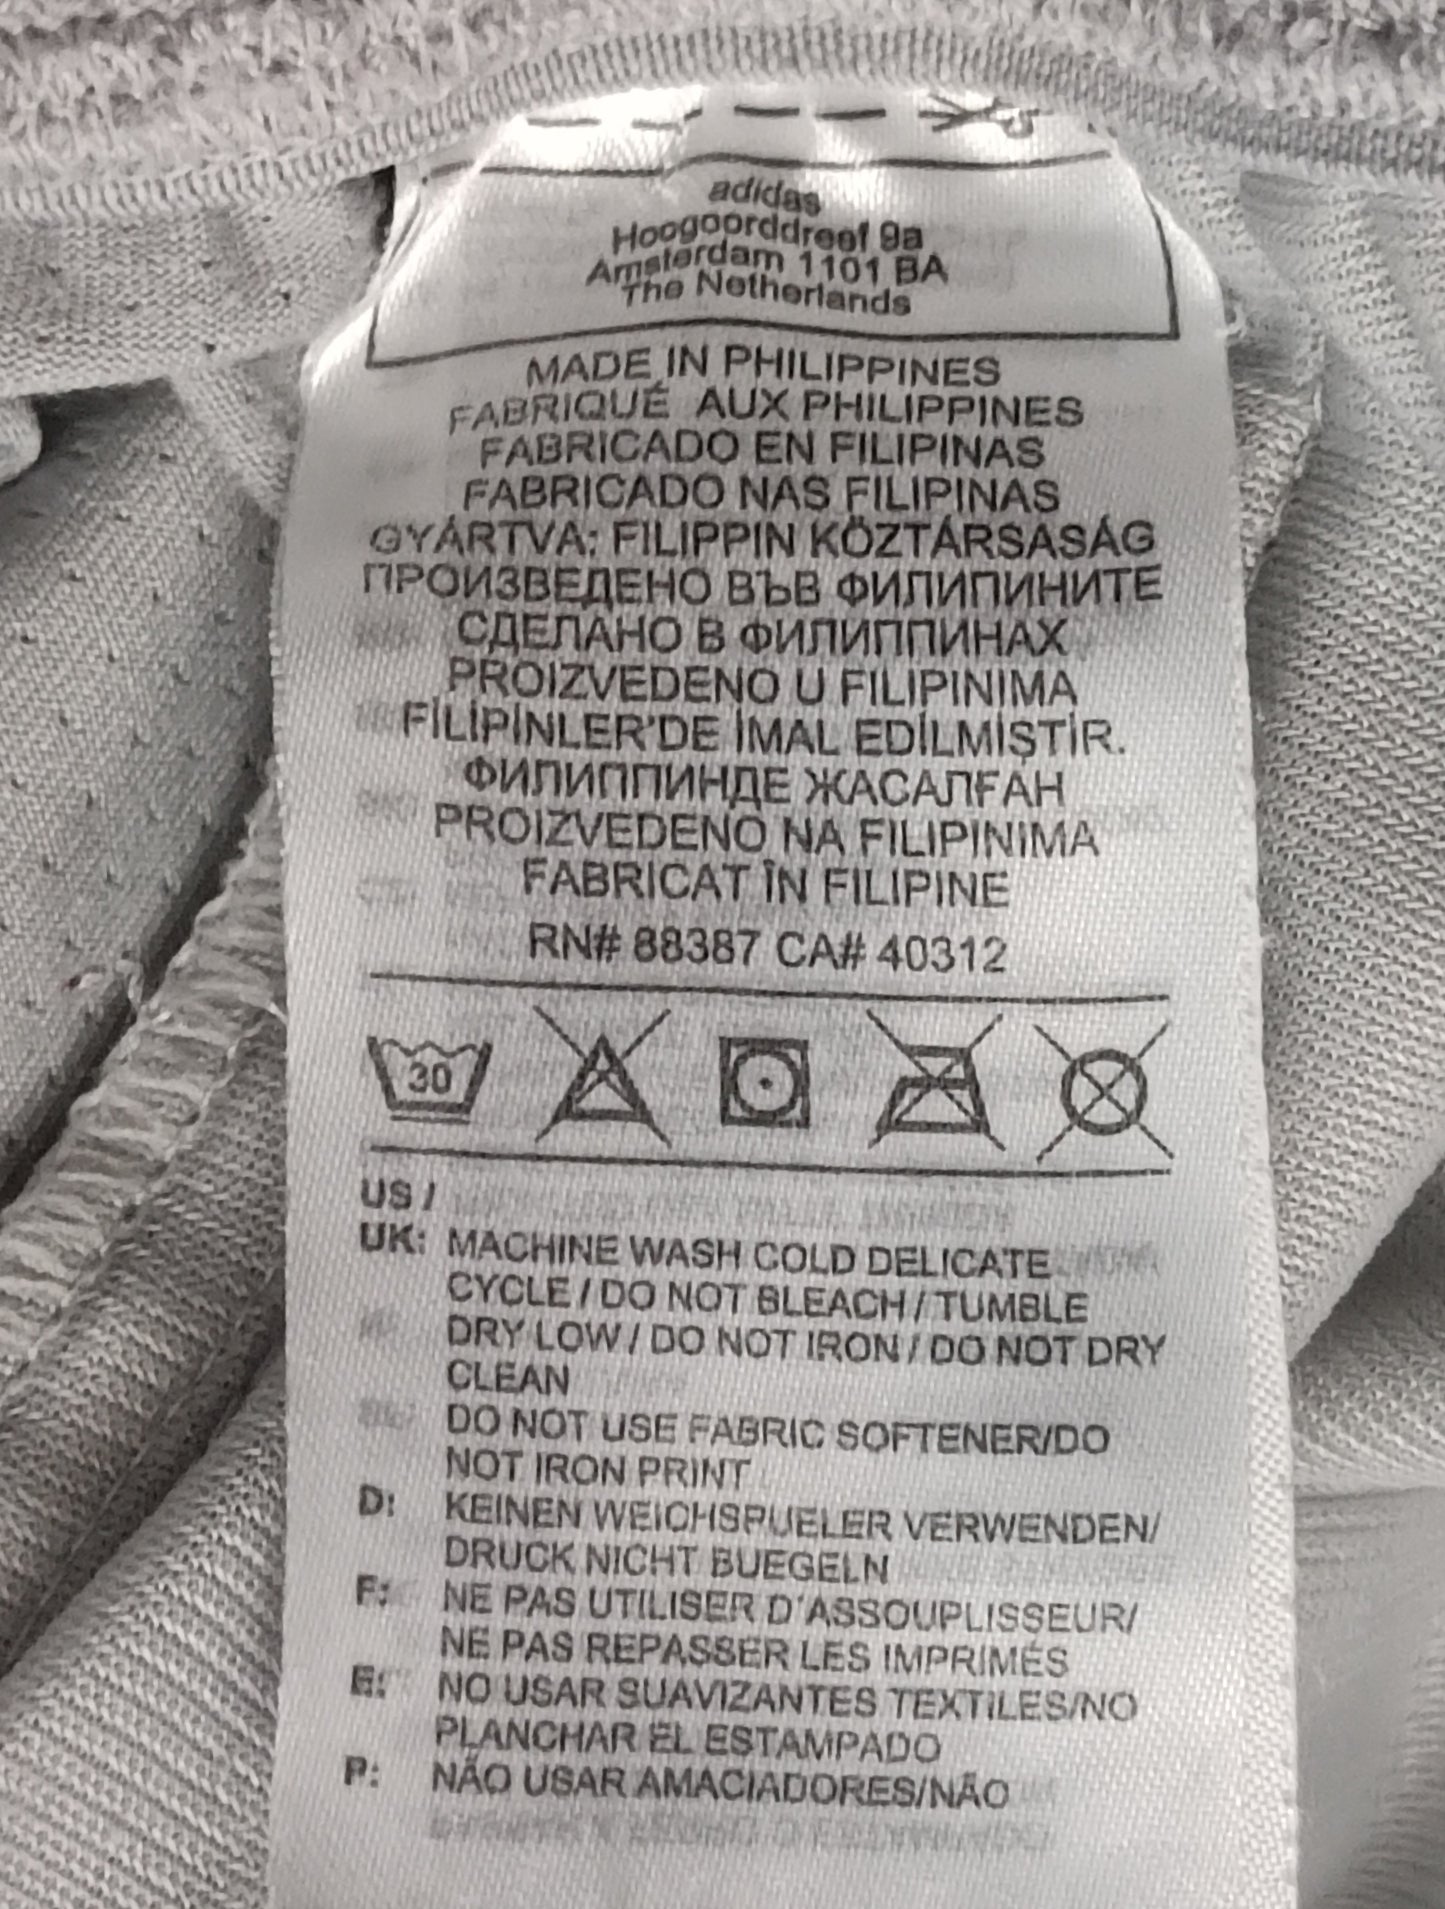 adidas
Hoogoorddreef 9a
Amsterdam 1101 BA
The Netherlands
MADE IN PHILIPPINES
FABRIQUÉ AUX PHILIPPINES
FABRICADO EN FILIPINAS
FABRICADO NAS FILIPINAS
GYÁRTVA: FILIPPIN KÖZTÁRSASÁG
ПРОИЗВЕДЕНО ВЪВ ФИЛИПИНИТЕ
СДЕЛАНО В ФИЛИППИНАХ
PROIZVEDENO U FILIPINIMA
FİLİPİNLER'DE İMAL EDİLMİŞTİR.
ФИЛИППИНДЕ ЖАСАЛҒАН
PROIZVEDENO NA FILIPINIMA
FABRICAT ÎN FILIPINE
RN# 88387 CA# 40312
30
US /
UK: MACHINE WASH COLD DELICATE
CYCLE / DO NOT BLEACH / TUMBLE
DRY LOW / DO NOT IRON / DO NOT DRY
CLEAN
DO NOT USE FABRIC SOFTENER/DO
NOT IRON PRINT
D: KEINEN WEICHSPUELER VERWENDEN/
DRUCK NICHT BUEGELN
F: NE PAS UTILISER D'ASSOUPLISSEUR/
NE PAS REPASSER LES IMPRIMÉS
E: NO USAR SUAVIZANTES TEXTILES/NO
PLANCHAR EL ESTAMPADO
P: NÃO USAR AMACIADORES/NÃO